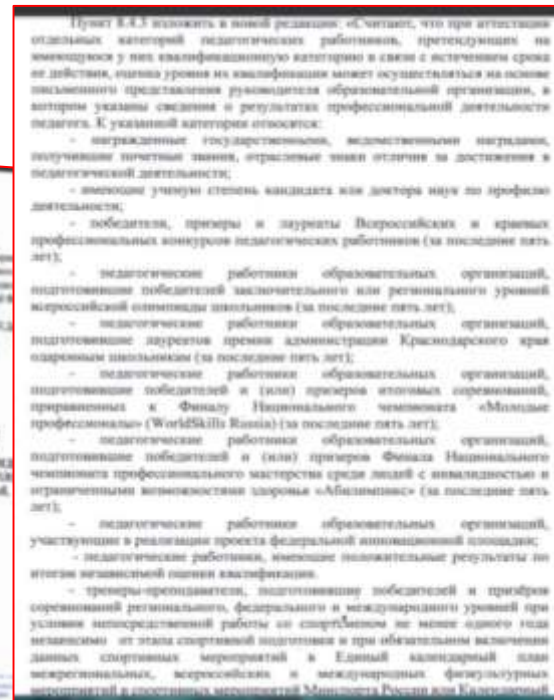 Пункт 8.4.3 изложить в новой редакции: «Считают, что при аттестации
отдельных категорий педагогических работников, претендующих на
имеющуюся у них квалификационную категорию в связи с истечением срока
ее действия, оценка уровня их квалификации может осуществляться на основе
письменного представления руководителя образовательной организации, в
котором указаны сведения о результатах профессиональной деятельности
педагога. К указанной категории относятся:
- награжденные государственными, ведомственными наградами,
получившие почетные звания, отраслевые знаки отличия за достижения в
педагогической деятельности;
- имеющие ученую степень кандидата или доктора наук по профилю
деятельности;
- победители, призеры и лауреаты Всероссийских и краевых
профессиональных конкурсов педагогических работников (за последние пять
лет);
- педагогические работники образовательных организаций,
подготовившие победителей заключительного или регионального уровней
всероссийской олимпиады школьников (за последние пять лет);
- педагогические работники образовательных организаций,
подготовившие лауреатов премии администрации Краснодарского края
одаренным школьникам (за последние пять лет);
- педагогические работники образовательных организаций,
подготовившие победителей и (или) призеров итоговых соревнований,
приравненных к Финалу Национального чемпионата «Молодые
профессионалы» (WorldSkills Russia) (за последние пять лет);
- педагогические работники образовательных организаций,
подготовившие победителей и (или) призеров Финала Национального
чемпионата профессионального мастерства среди людей с инвалидностью и
ограниченными возможностями здоровья «Абилимпикс» (за последние пять
лет);
- педагогические работники образовательных организаций,
участвующие в реализации проекта федеральной инновационной площадки;
- педагогические работники, имеющие положительные результаты по
итогам независимой оценки квалификации.
- тренеры-преподаватели, подготовившие победителей и призёров
соревнований регионального, федерального и международного уровней при
условии непосредственной работы со спортсменом не менее одного года
независимо от этапа спортивной подготовки и при обязательном включении
данных спортивных мероприятий в Единый календарный план
межрегиональных, всероссийских и международных физкультурных
мероприятий и спортивных мероприятий Минспорта России или Календарный